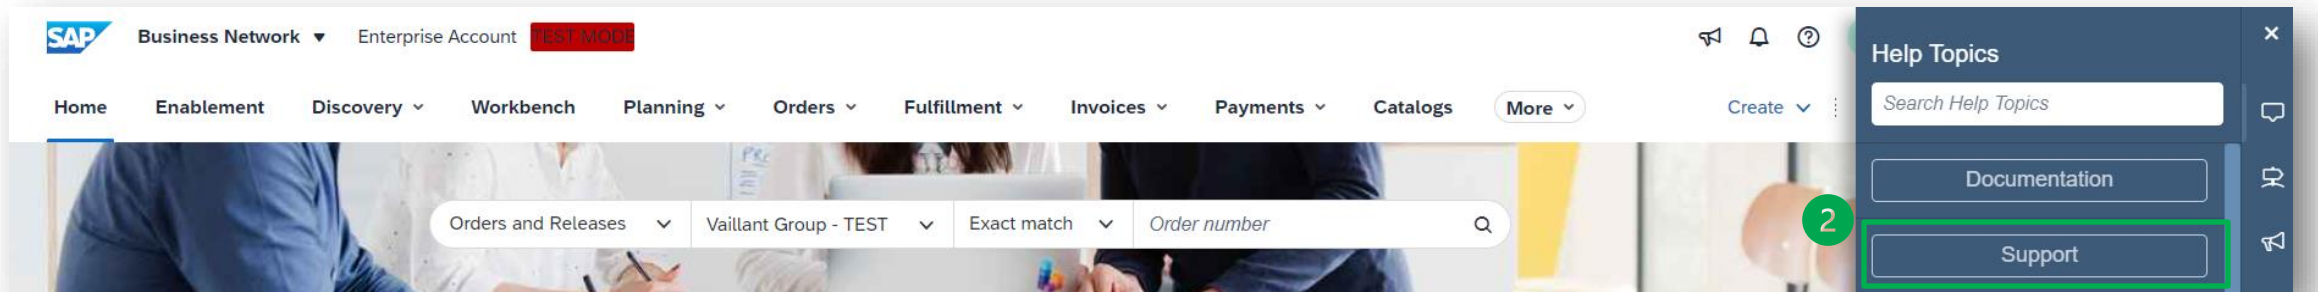 SAP Business Network Enterprise Account TEST MODE
Home Enablement Discovery Workbench Planning Orders Fulfillment Invoices Payments Catalogs More Create
Orders and Releases Vaillant Group - TEST Exact match Order number
Help Topics
Search Help Topics
Documentation
2
Support